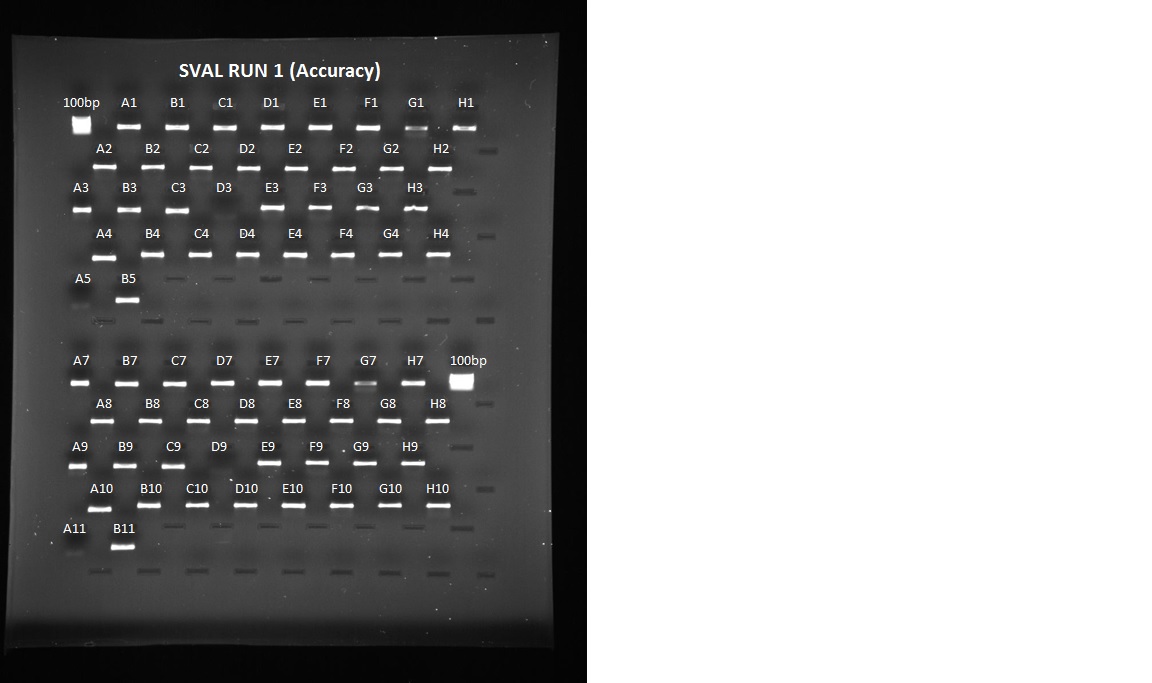 SVAL RUN 1 (Accuracy)
100bp A1 B1 C1 D1 E1 F1 G1 H1
A2 B2 C2 D2 E2 F2 G2 H2
A3 B3 C3 D3 E3 F3 G3 H3
A4 B4 C4 D4 E4 F4 G4 H4
A5 B5
A7 B7 C7 D7 E7 F7 G7 H7 100bp
A8 B8 C8 D8 E8 F8 G8 H8
A9 B9 C9 D9 E9 F9 G9 H9
A10 B10 C10 D10 E10 F10 G10 H10
A11 B11